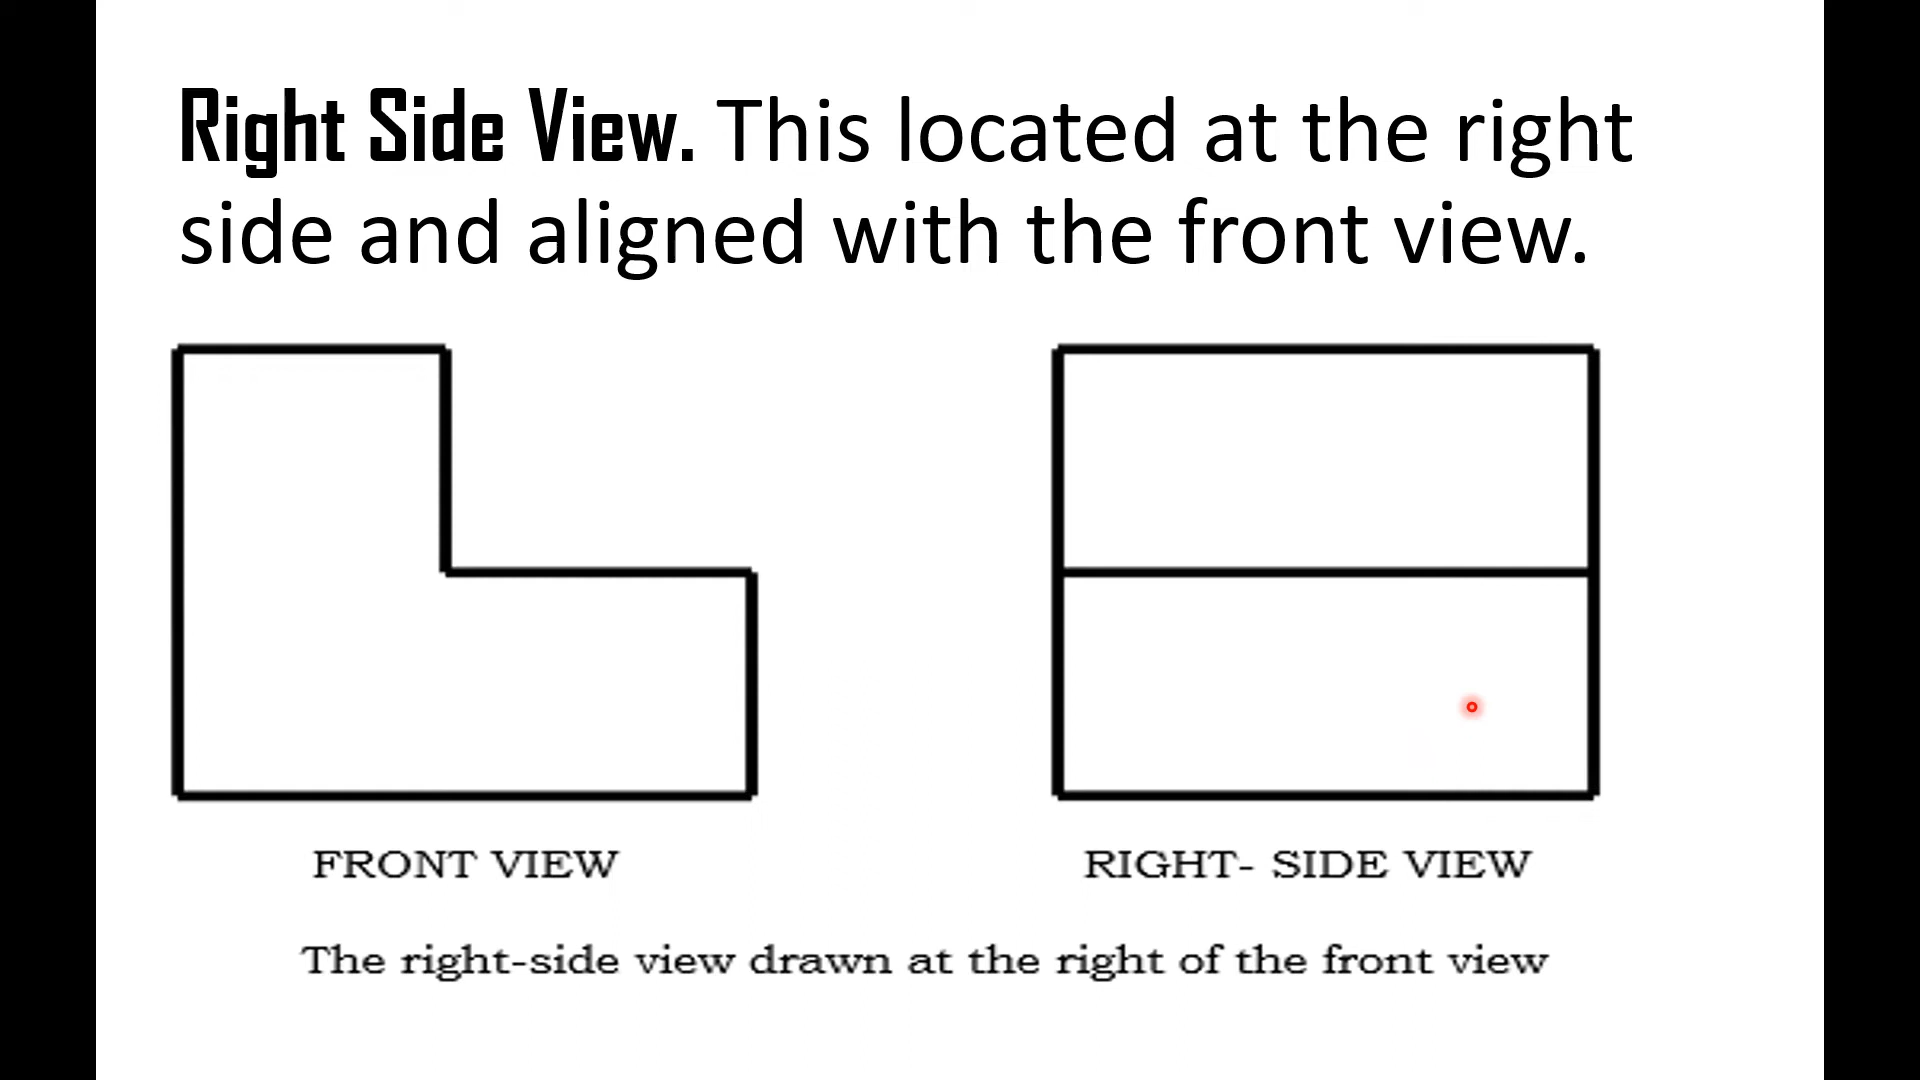 Right Side View. This located at the right
side and aligned with the front view.
FRONT VIEW
RIGHT- SIDE VIEW
The right-side view drawn at the right of the front view